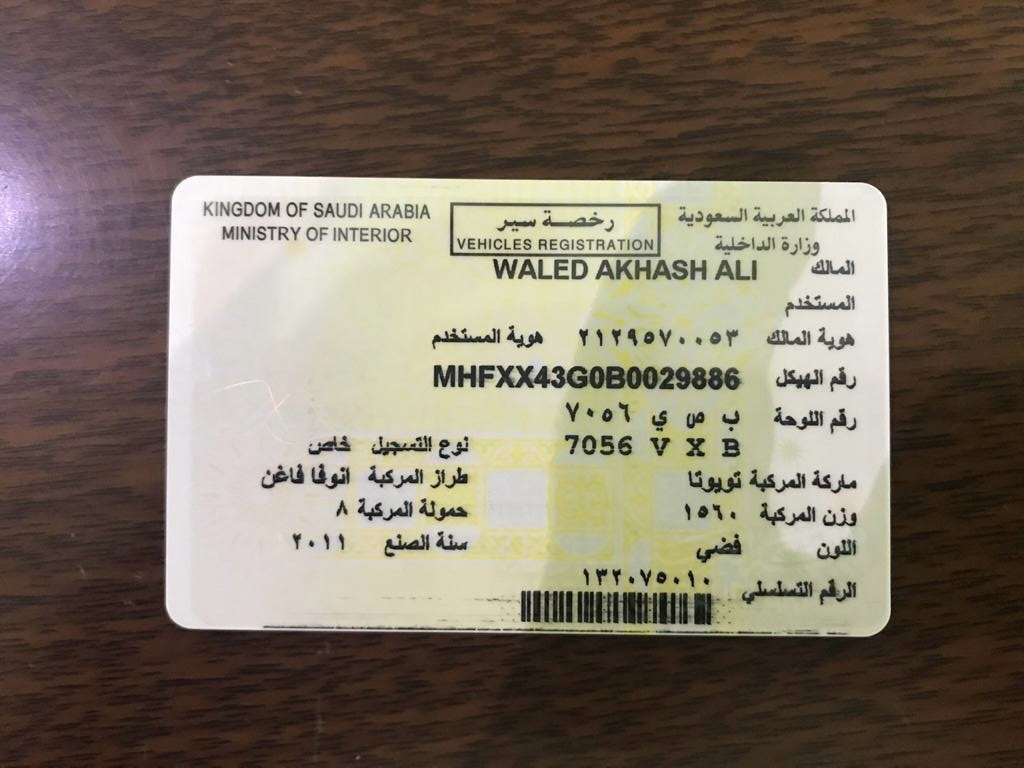 KINGDOM OF SAUDI ARABIA
MINISTRY OF INTERIOR
رخصة سير
VEHICLES REGISTRATION
المملكة العربية السعودية
وزارة الداخلية
المالك WALED AKHASH ALI
المستخدم
هوية المالك ٢١٢٩٥٧٠٠٥٣ هوية المستخدم
رقم الهيكل MHFXX43G0B0029886
رقم اللوحة ب ص ي ٧٠٥٦
7056 V X B
نوع التسجيل خاص
ماركة المركبة تويوتا طراز المركبة انوفا فاغن
وزن المركبة ١٥٦٠ حمولة المركبة ٨
اللون فضي سنة الصنع ٢٠١١
الرقم التسلسلي ١٣٢٠٧٥٠١٠